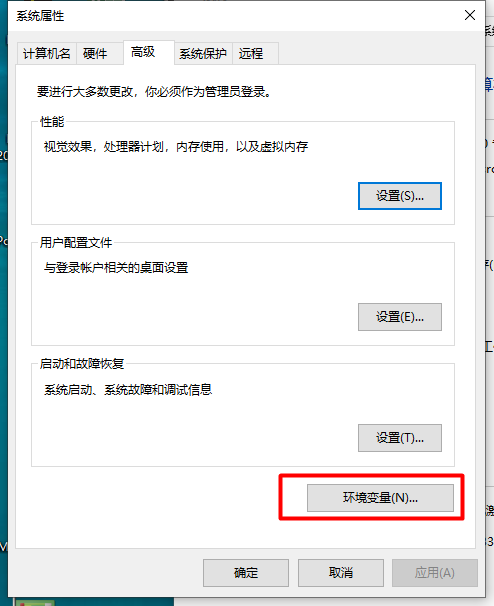 系统属性
计算机名 硬件 高级 系统保护 远程
要进行大多数更改，你必须作为管理员登录。
性能
视觉效果，处理器计划，内存使用，以及虚拟内存
设置(S)...
用户配置文件
与登录帐户相关的桌面设置
设置(E)...
启动和故障恢复
系统启动、系统故障和调试信息
设置(T)...
环境变量(N)...
确定 取消 应用(A)